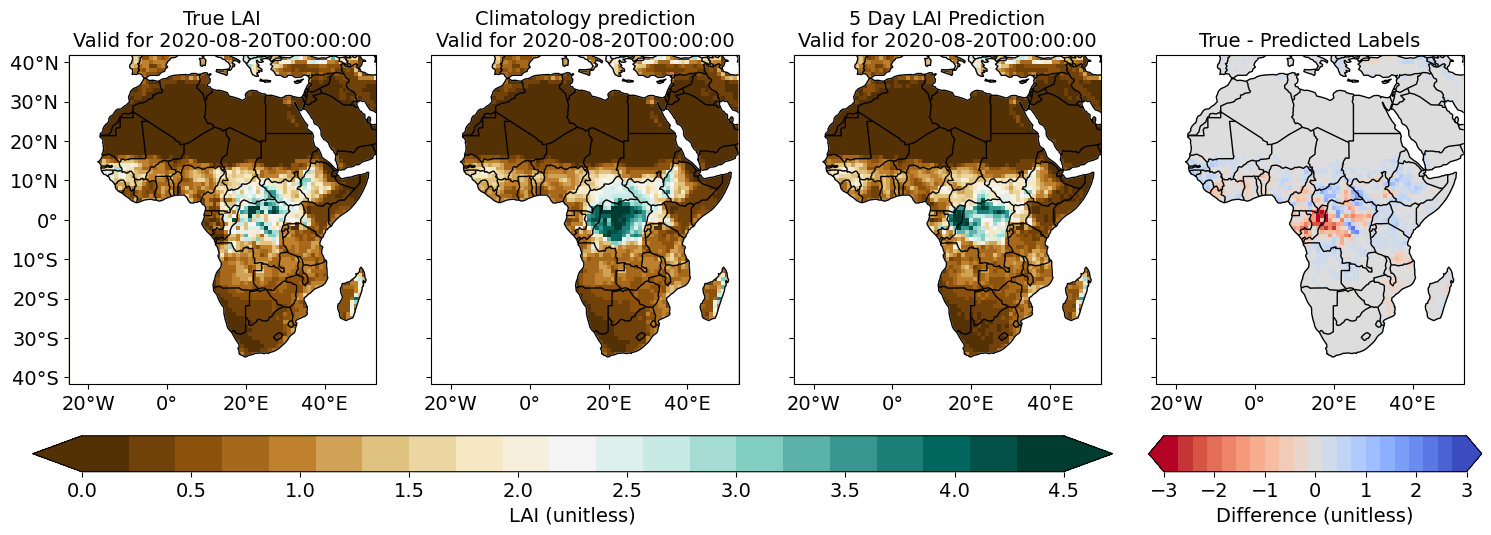 True LAI
Valid for 2020-08-20T00:00:00
Climatology prediction
Valid for 2020-08-20T00:00:00
5 Day LAI Prediction
Valid for 2020-08-20T00:00:00
True - Predicted Labels
40°N
30°N
20°N
10°N
0°
10°S
20°S
30°S
40°S
20°W 0° 20°E 40°E
20°W 0° 20°E 40°E
20°W 0° 20°E 40°E
20°W 0° 20°E 40°E
0.0 0.5 1.0 1.5 2.0 2.5 3.0 3.5 4.0 4.5
LAI (unitless)
−3 −2 −1 0 1 2 3
Difference (unitless)